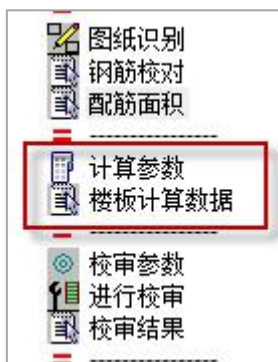 图纸识别
钢筋校对
配筋面积
计算参数
楼板计算数据
校审参数
进行校审
校审结果